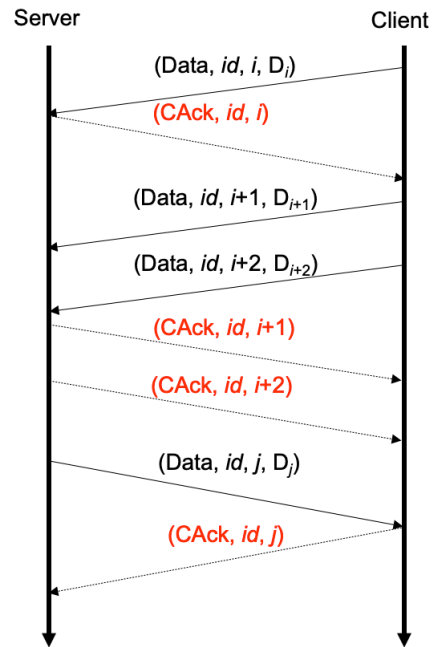 Server Client
(Data, id, i, Dᵢ)
(CAck, id, i)
(Data, id, i+1, Dᵢ₊₁)
(Data, id, i+2, Dᵢ₊₂)
(CAck, id, i+1)
(CAck, id, i+2)
(Data, id, j, Dⱼ)
(CAck, id, j)